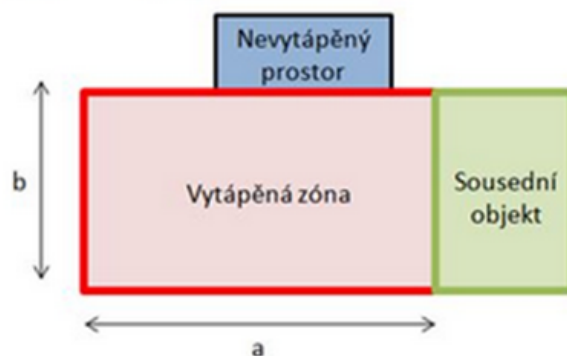 Nevytápěný
prostor
b
Vytápěná zóna
Sousední
objekt
a